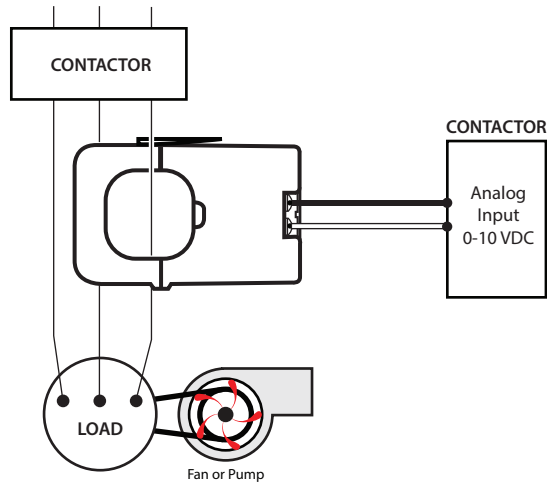 CONTACTOR
CONTACTOR
Analog
Input
0-10 VDC
LOAD
Fan or Pump